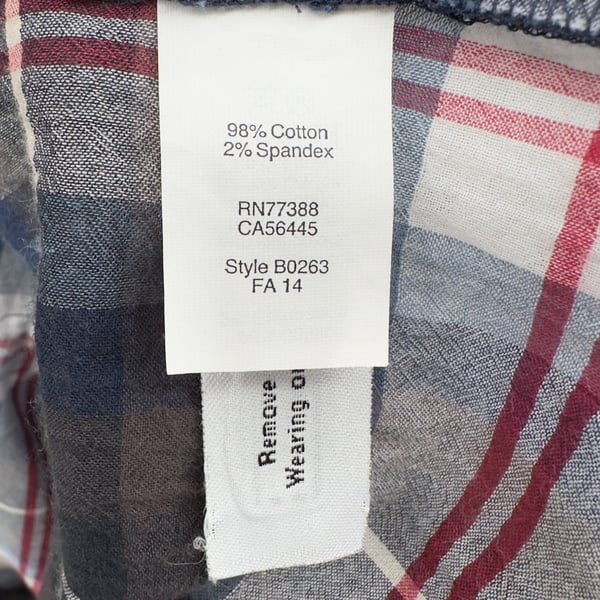 98% Cotton
2% Spandex
RN77388
CA56445
Style B0263
FA 14
Remove
Wearing